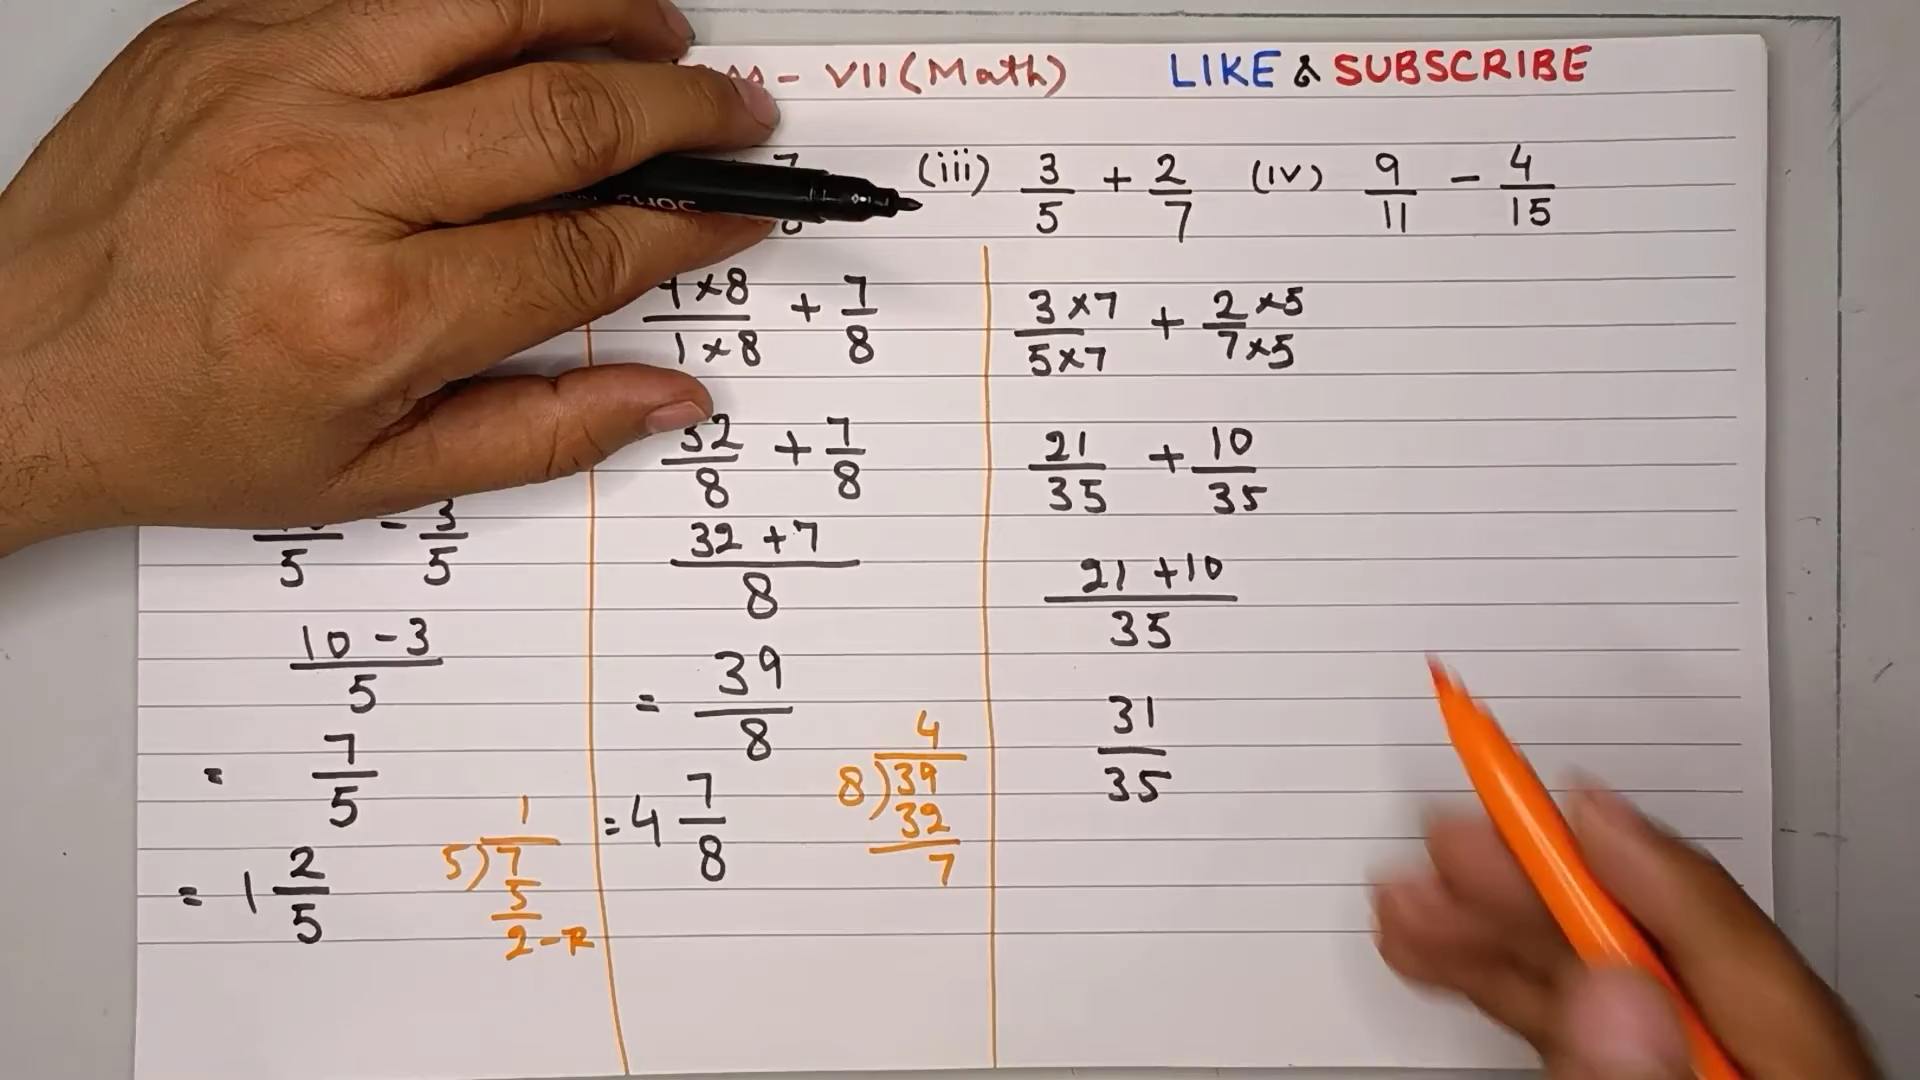 - VII (Math) LIKE & SUBSCRIBE
(iii) 3/5 + 2/7 (iv) 9/11 - 4/15
5 - 3/5
10 - 3
5
= 7/5
= 1 2/5
1
5)7
5
2 - R
4 × 8/1 × 8 + 7/8
32/8 + 7/8
32 + 7
8
= 39/8
= 4 7/8
4
8)39
32
7
3 × 7/5 × 7 + 2 × 5/7 × 5
21/35 + 10/35
21 + 10
35
31
35